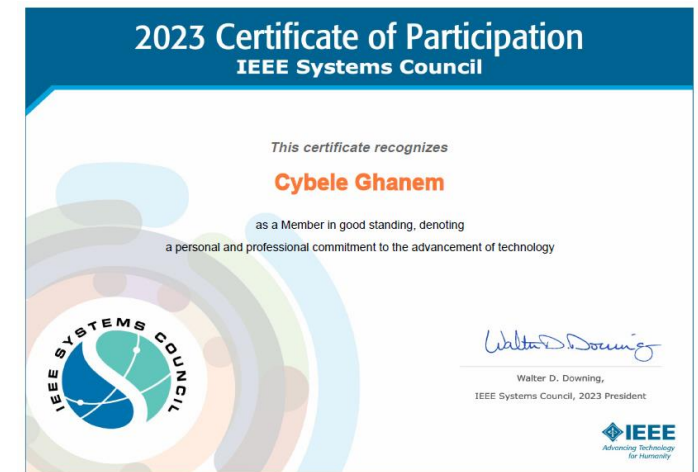 2023 Certificate of Participation
IEEE Systems Council
This certificate recognizes
Cybele Ghanem
as a Member in good standing, denoting
a personal and professional commitment to the advancement of technology
IEEE SYSTEMS COUNCIL
Walter D. Downing
Walter D. Downing,
IEEE Systems Council, 2023 President
IEEE
Advancing Technology
for Humanity